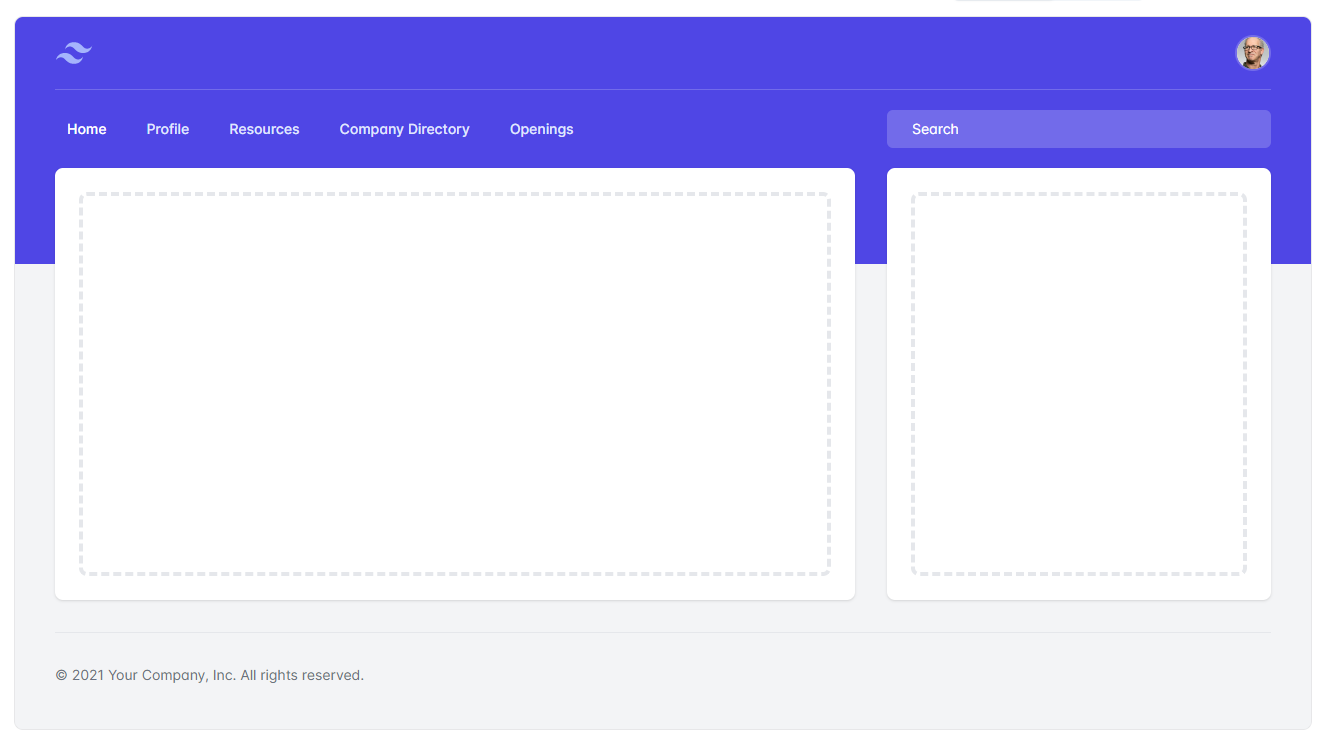 Home Profile Resources Company Directory Openings Search
© 2021 Your Company, Inc. All rights reserved.